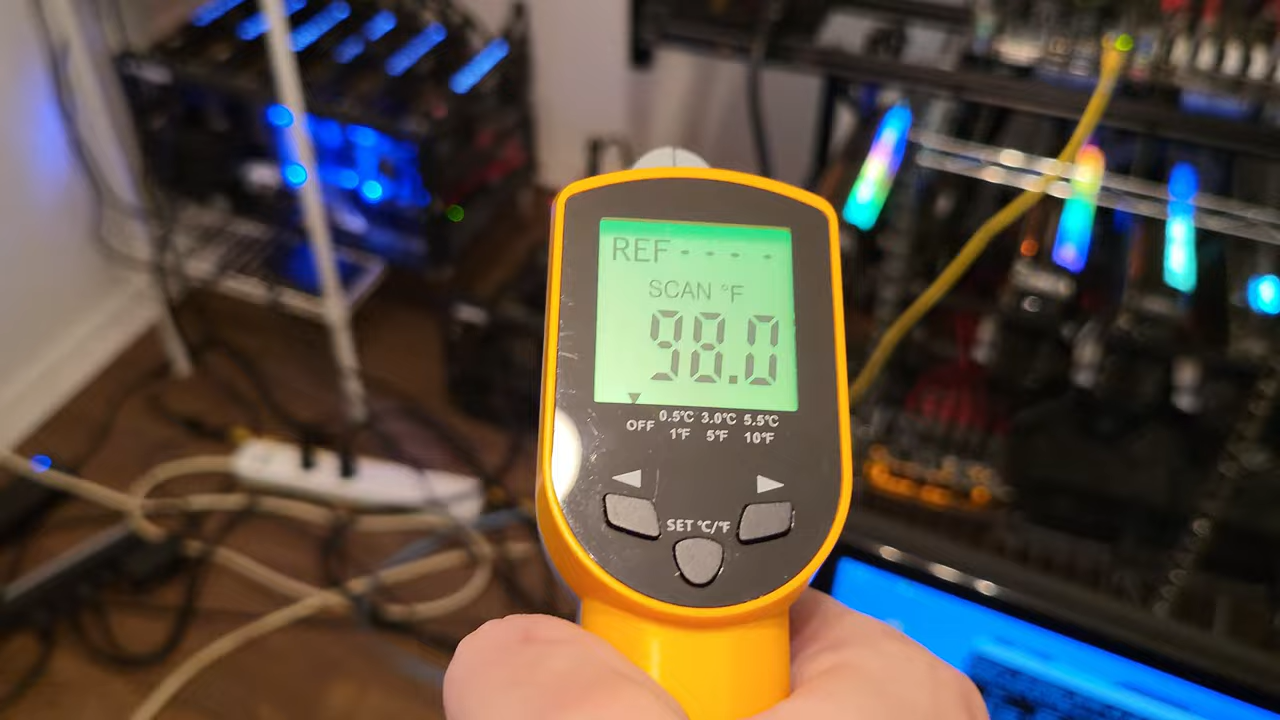 REF - - - -
SCAN °F
98.0
OFF 0.5°C 3.0°C 5.5°C
1°F 5°F 10°F
SET °C/°F